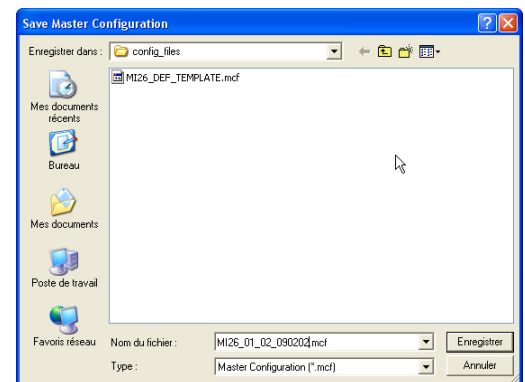 Save Master Configuration
Enregistrer dans :
config_files
MI26_DEF_TEMPLATE.mcf
Mes documents
récents
Bureau
Mes documents
Poste de travail
Favoris réseau
Nom du fichier :
MI26_01_02_090202.mcf
Enregistrer
Type :
Master Configuration (*.mcf)
Annuler